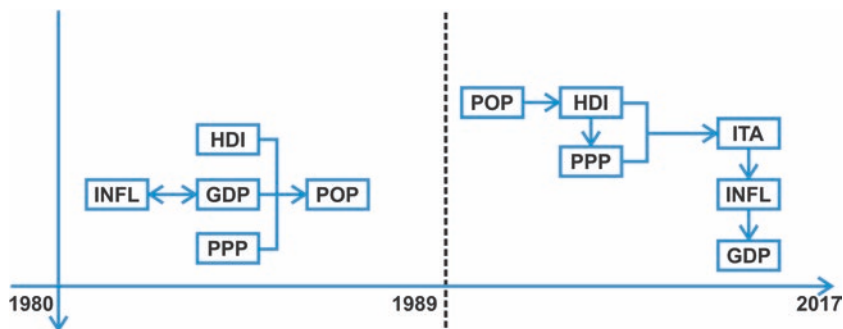 POP
HDI
ITA
HDI
PPP
INFL
GDP
POP
INFL
PPP
GDP
1980
1989
2017